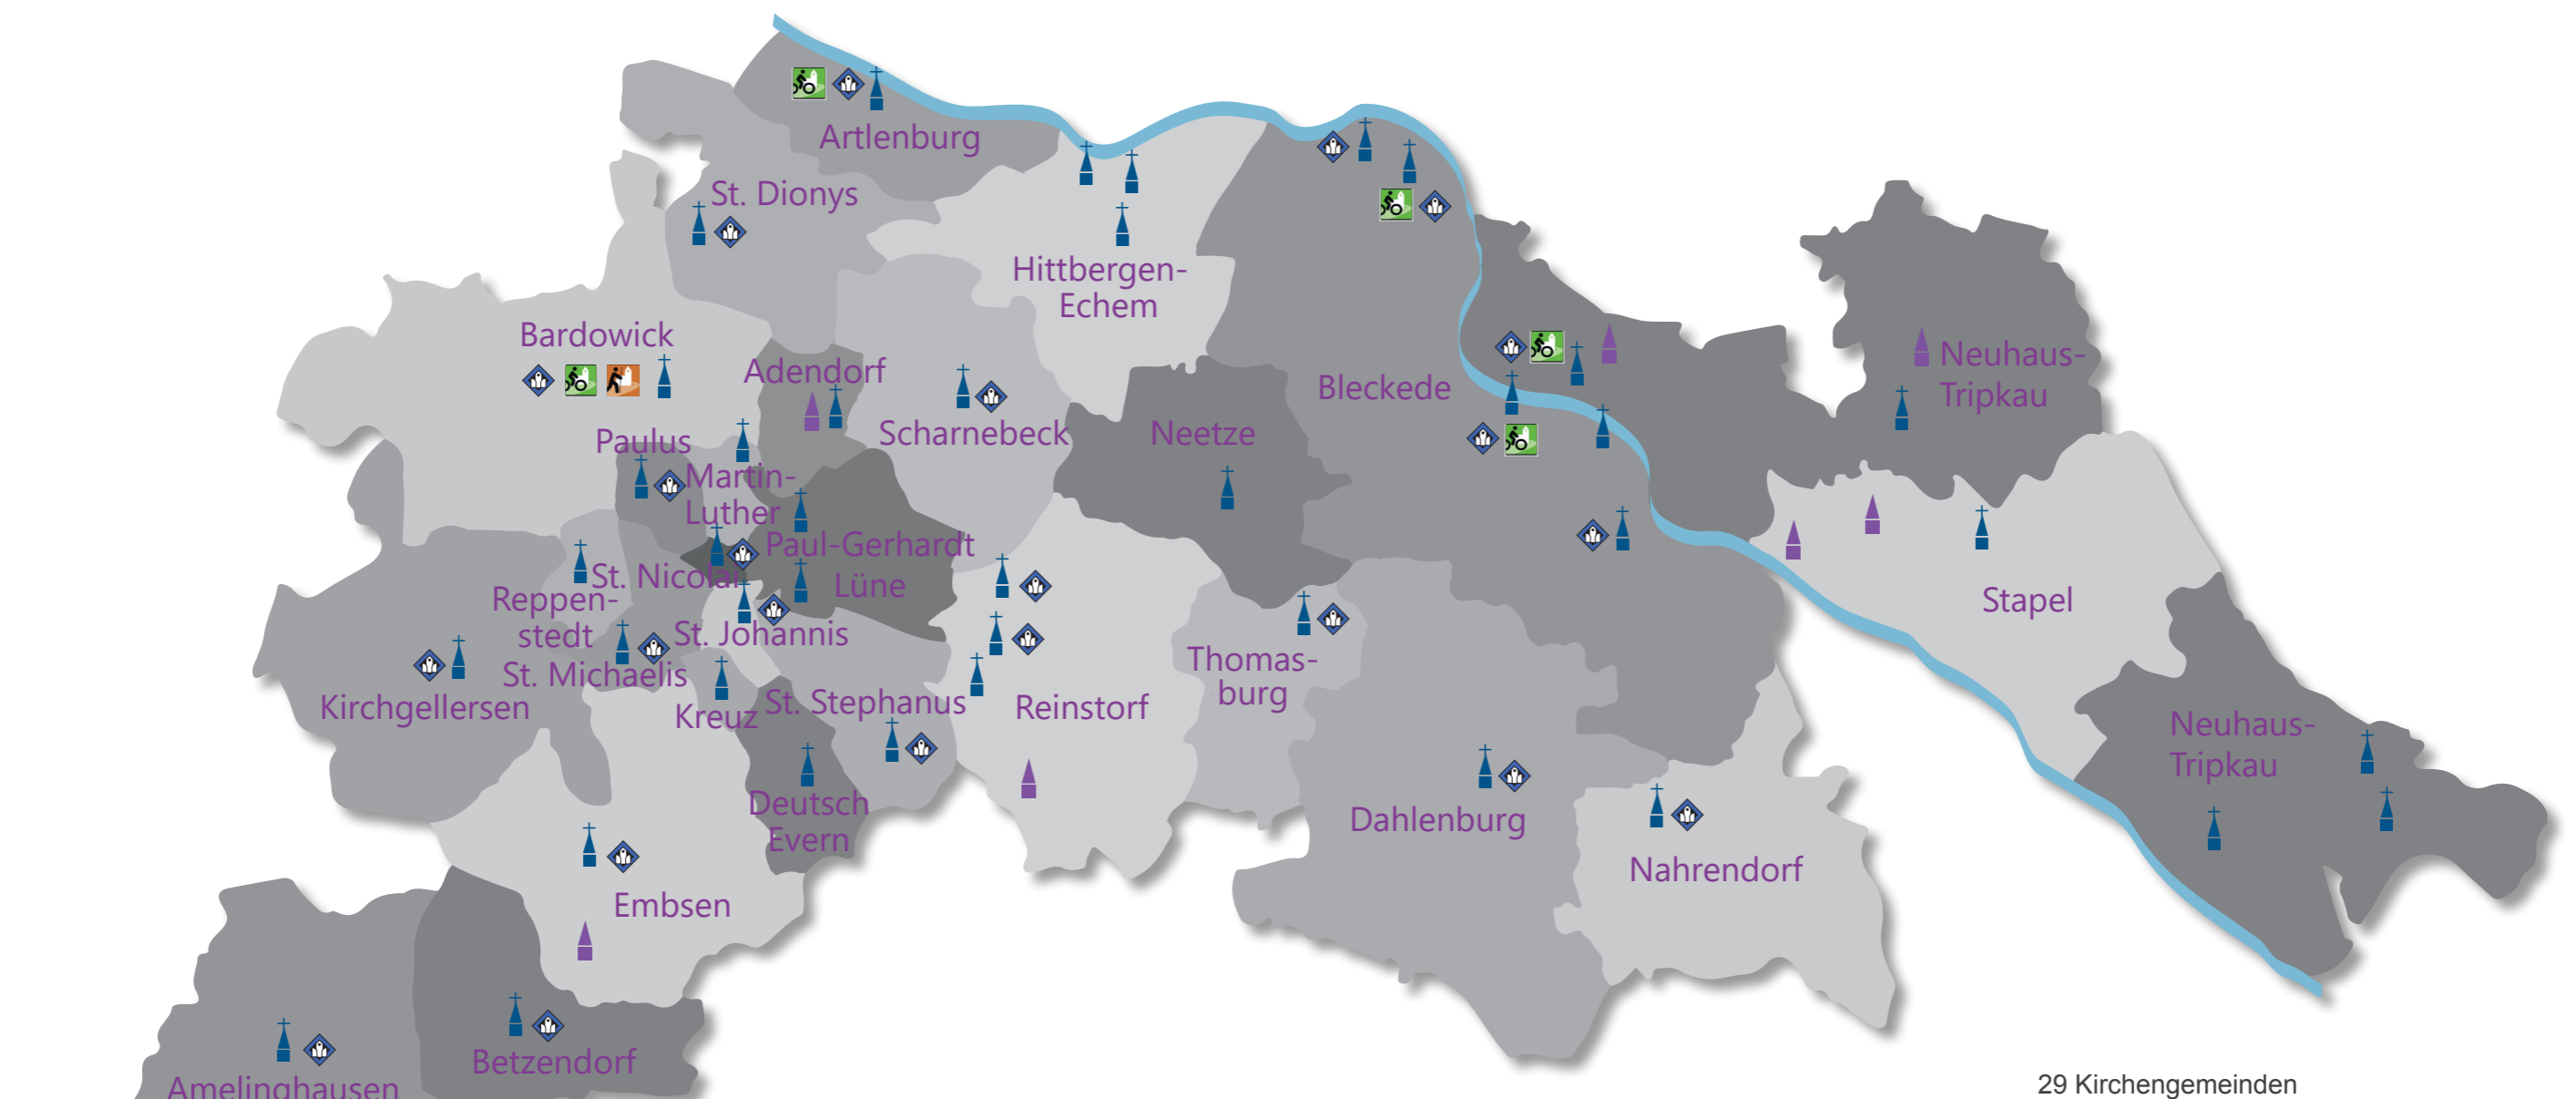 Artlenburg
St. Dionys
Hittbergen-
Echem
Bardowick
Adendorf
Scharnebeck
Neetze
Bleckede
Neuhaus-
Tripkau
Paulus
Martin-
Luther
Paul-Gerhardt
Lüne
St. Nicolai
Reppen-
stedt
St. Johannis
St. Michaelis
Kirchgellersen
Kreuz
St. Stephanus
Reinstorf
Thomas-
burg
Stapel
Neuhaus-
Tripkau
Deutsch
Evern
Dahlenburg
Nahrendorf
Embsen
Betzendorf
Amelinghausen
29 Kirchengemeinden